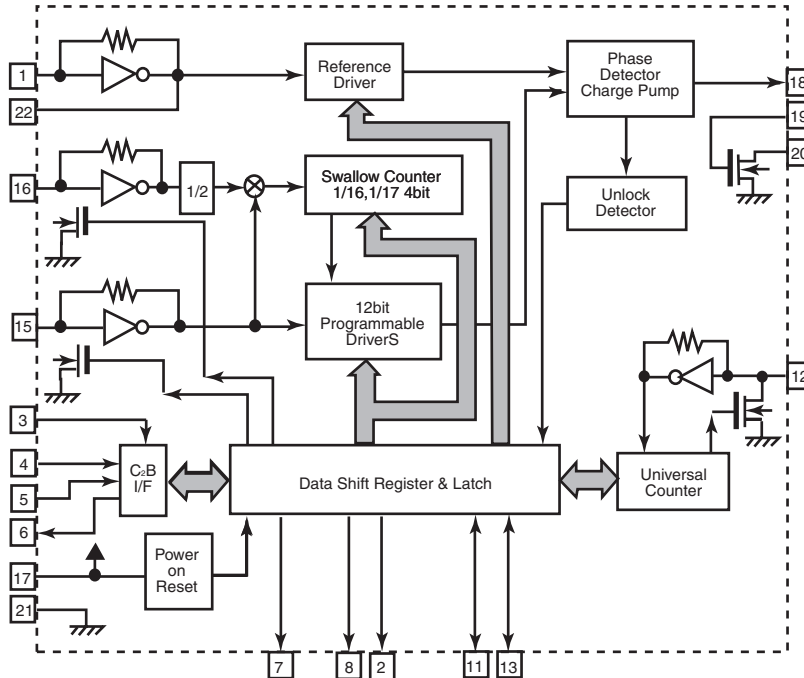 1
22
Reference
Driver
Phase
Detector
Charge Pump
18
19
20
16
1/2
Swallow Counter
1/16,1/17 4bit
Unlock
Detector
15
12bit
Programmable
DriverS
12
3
4
5
6
C2B
I/F
Data Shift Register & Latch
Universal
Counter
17
Power
on
Reset
21
7
8
2
11
13